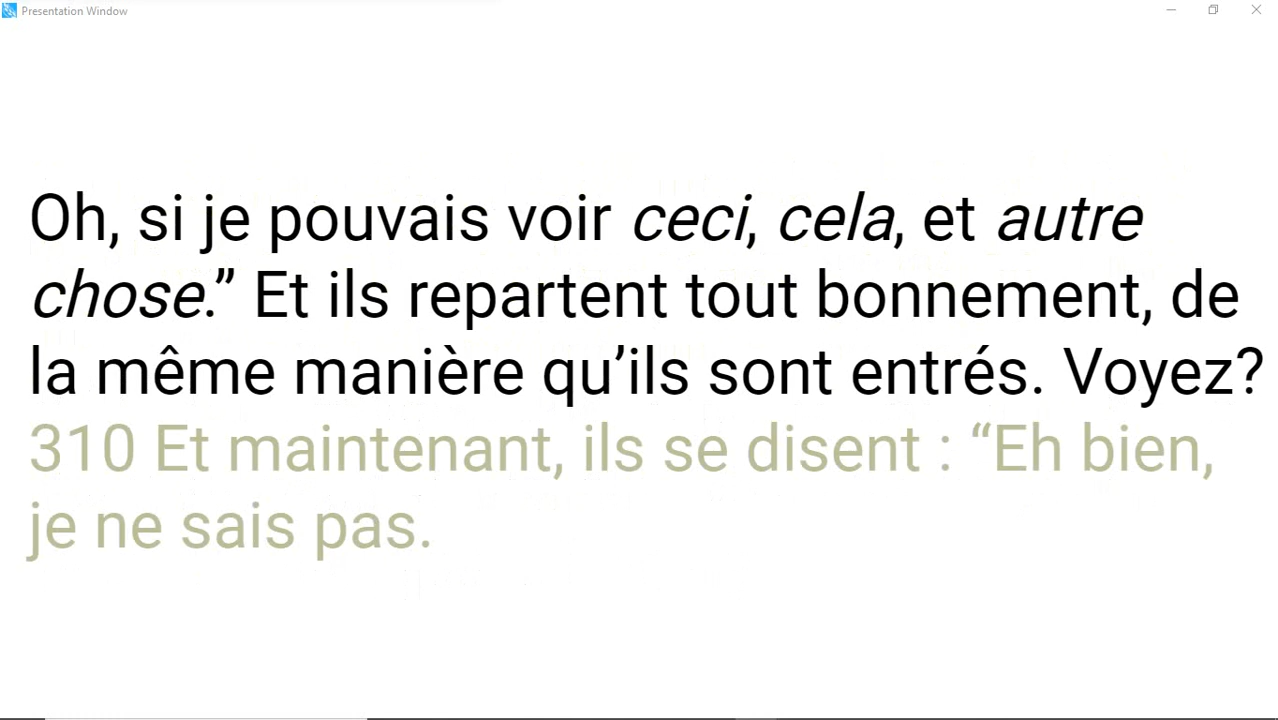 Presentation Window
Oh, si je pouvais voir ceci, cela, et autre
chose.” Et ils repartent tout bonnement, de
la même manière qu’ils sont entrés. Voyez?
310 Et maintenant, ils se disent : “Eh bien,
je ne sais pas.